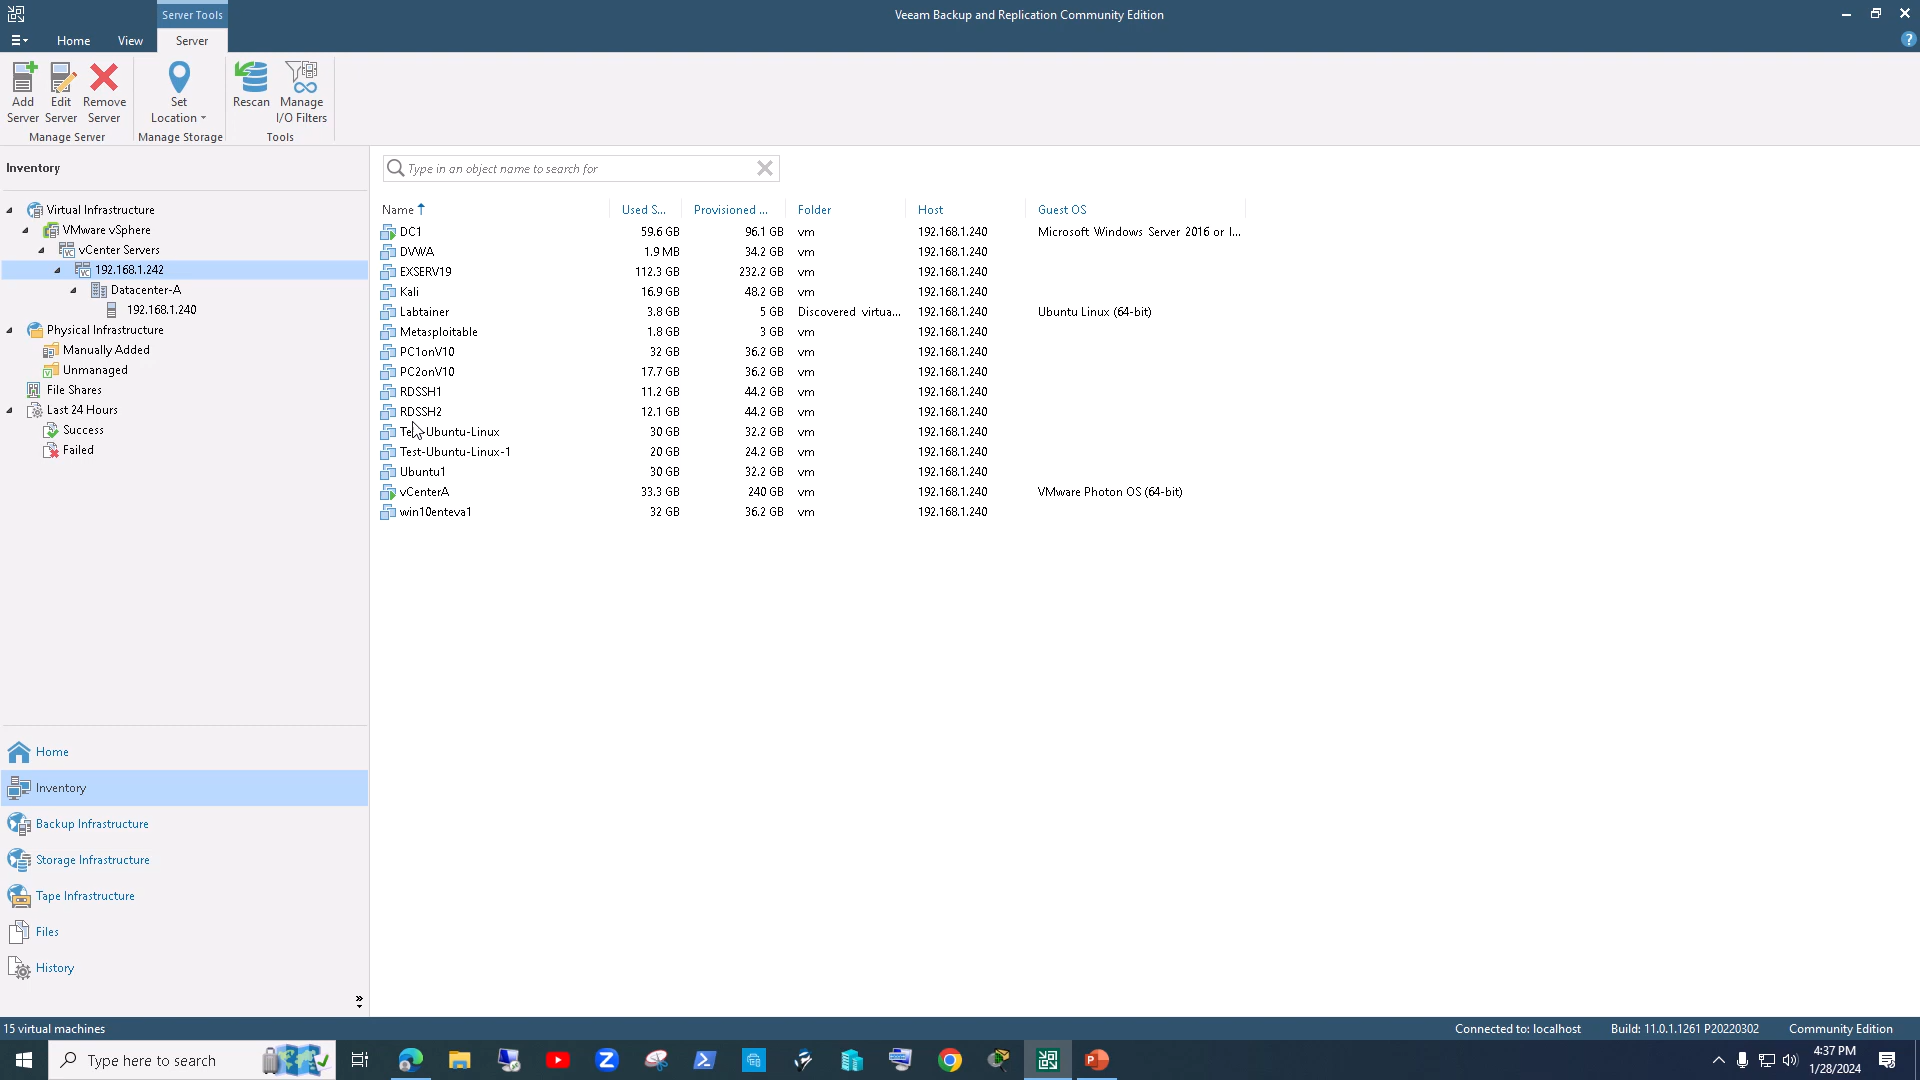 Server Tools
Veeam Backup and Replication Community Edition
Home View Server
Add Server
Edit Server
Remove Server
Set Location
Rescan
Manage I/O Filters
Manage Server
Manage Storage
Tools
Inventory
Virtual Infrastructure
VMware vSphere
vCenter Servers
192.168.1.242
Datacenter-A
192.168.1.240
Physical Infrastructure
Manually Added
Unmanaged
File Shares
Last 24 Hours
Success
Failed
Type in an object name to search for
Name Used S... Provisioned ... Folder Host Guest OS
DC1 59.6 GB 96.1 GB vm 192.168.1.240 Microsoft Windows Server 2016 or l...
DVWA 1.9 MB 34.2 GB vm 192.168.1.240
EXSERV19 112.3 GB 232.2 GB vm 192.168.1.240
Kali 16.9 GB 48.2 GB vm 192.168.1.240
Labtainer 3.8 GB 5 GB Discovered virtua... 192.168.1.240 Ubuntu Linux (64-bit)
Metasploitable 1.8 GB 3 GB vm 192.168.1.240
PC1onV10 32 GB 36.2 GB vm 192.168.1.240
PC2onV10 17.7 GB 36.2 GB vm 192.168.1.240
RDSSH1 11.2 GB 44.2 GB vm 192.168.1.240
RDSSH2 12.1 GB 44.2 GB vm 192.168.1.240
Test-Ubuntu-Linux 30 GB 32.2 GB vm 192.168.1.240
Test-Ubuntu-Linux-1 20 GB 24.2 GB vm 192.168.1.240
Ubuntu1 30 GB 32.2 GB vm 192.168.1.240
vCenterA 33.3 GB 240 GB vm 192.168.1.240 VMware Photon OS (64-bit)
win10enteva1 32 GB 36.2 GB vm 192.168.1.240
Home
Inventory
Backup Infrastructure
Storage Infrastructure
Tape Infrastructure
Files
History
15 virtual machines
Connected to: localhost
Build: 11.0.1.1261 P20220302
Community Edition
Type here to search
4:37 PM
1/28/2024